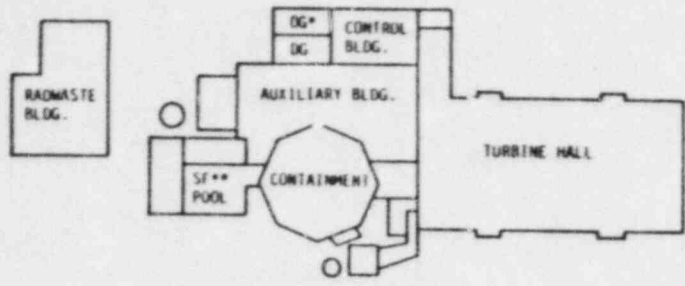 DG*
CONTROL
BLDG.
DG
RADWASTE
BLDG.
AUXILIARY BLDG.
TURBINE HALL
SF**
POOL
CONTAINMENT